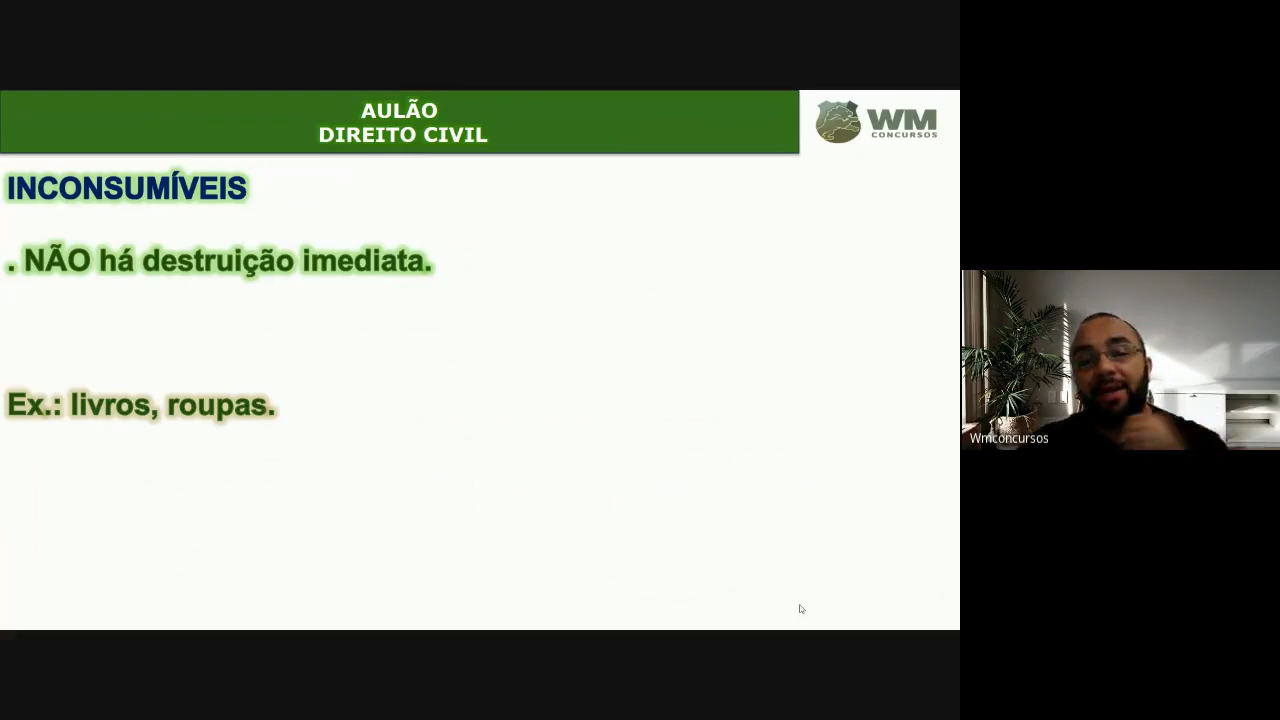 AULÃO
DIREITO CIVIL
WM
CONCURSOS
INCONSUMÍVEIS
. NÃO há destruição imediata.
Ex.: livros, roupas.
Wmconcursos